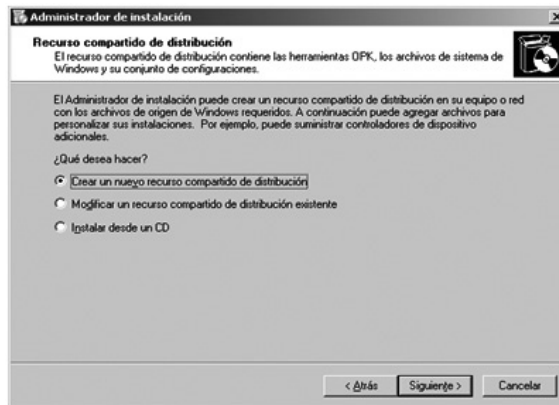 Administrador de instalación
Recurso compartido de distribución
El recurso compartido de distribución contiene las herramientas OPK, los archivos de sistema de
Windows y su conjunto de configuraciones.
El Administrador de instalación puede crear un recurso compartido de distribución en su equipo o red
con los archivos de origen de Windows requeridos. A continuación puede agregar archivos para
personalizar sus instalaciones. Por ejemplo, puede suministrar controladores de dispositivo
adicionales.
¿Qué desea hacer?
Crear un nuevo recurso compartido de distribución
Modificar un recurso compartido de distribución existente
Instalar desde un CD
< Atrás
Siguiente >
Cancelar